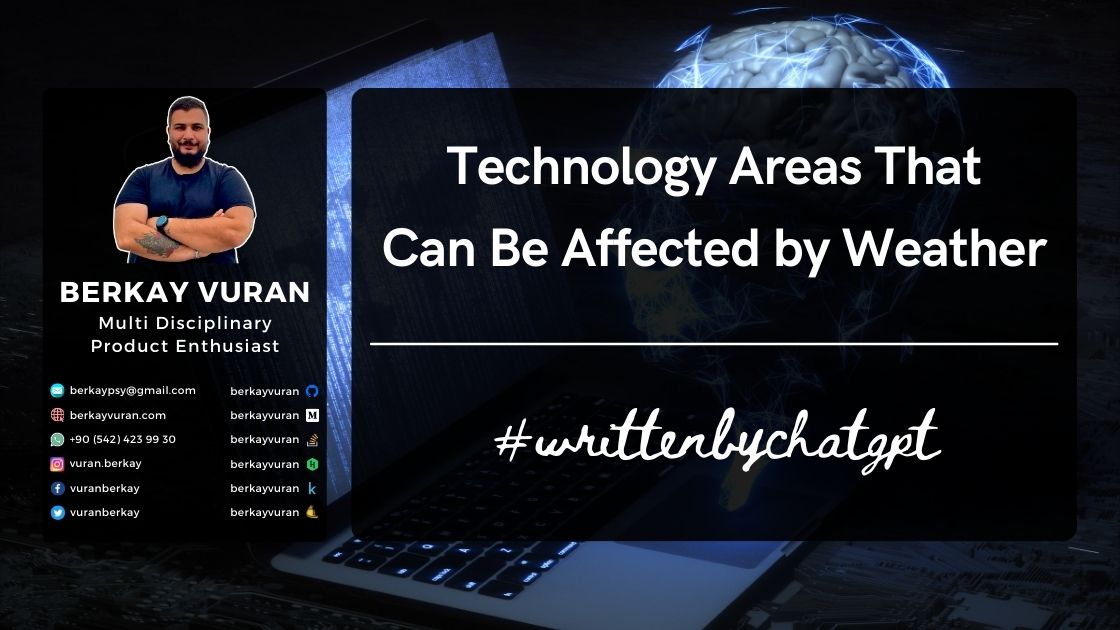 BERKAY VURAN
Multi Disciplinary
Product Enthusiast
berkaypsy@gmail.com
berkayvuran.com
+90 (542) 423 99 30
vuran.berkay
vuranberkay
vuranberkay
berkayvuran
berkayvuran
berkayvuran
berkayvuran
berkayvuran
berkayvuran
Technology Areas That
Can Be Affected by Weather
#writtenbychatgpt